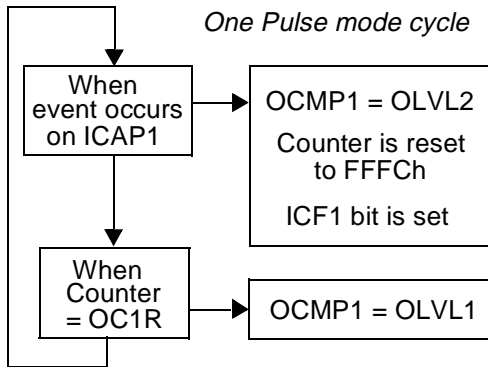 One Pulse mode cycle
When
event occurs
on ICAP1
OCMP1 = OLVL2
Counter is reset
to FFFCh
ICF1 bit is set
When
Counter
= OC1R
OCMP1 = OLVL1